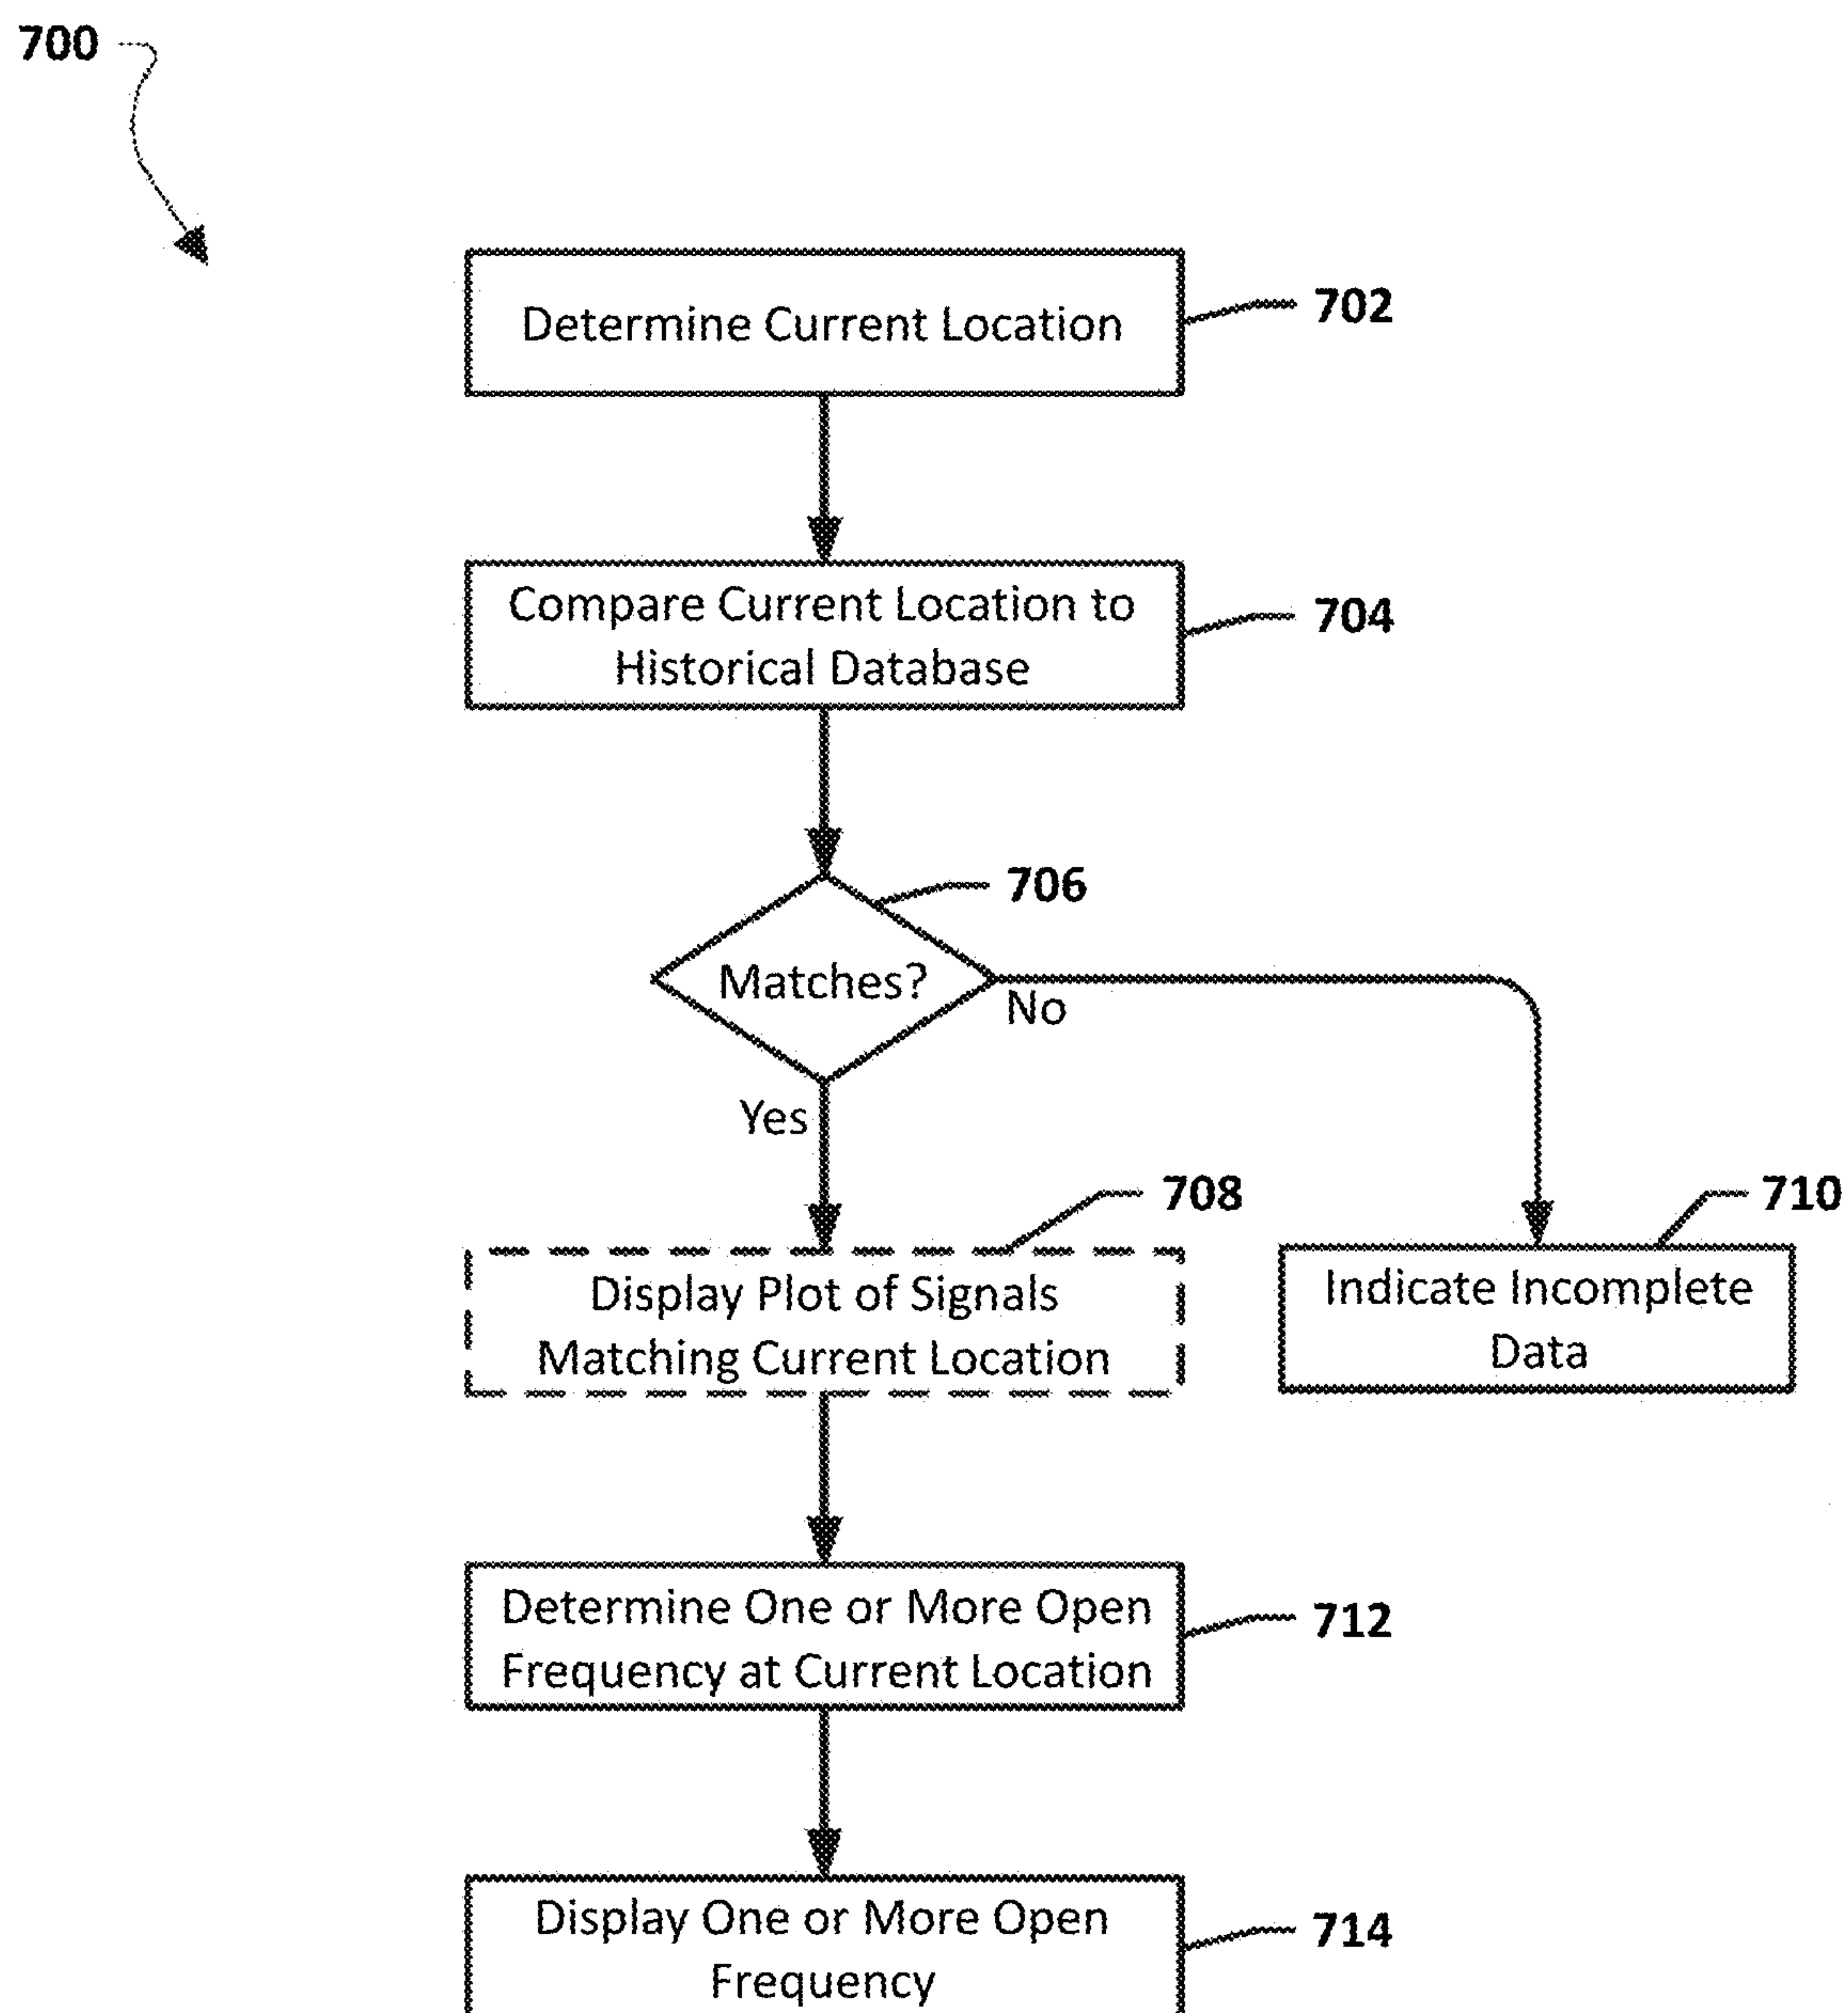 700
Determine Current Location
702
Compare Current Location to
Historical Database
704
706
Matches?
No
Yes
708
710
Display Plot of Signals
Matching Current Location
Indicate Incomplete
Data
Determine One or More Open
Frequency at Current Location
712
Display One or More Open
Frequency
714